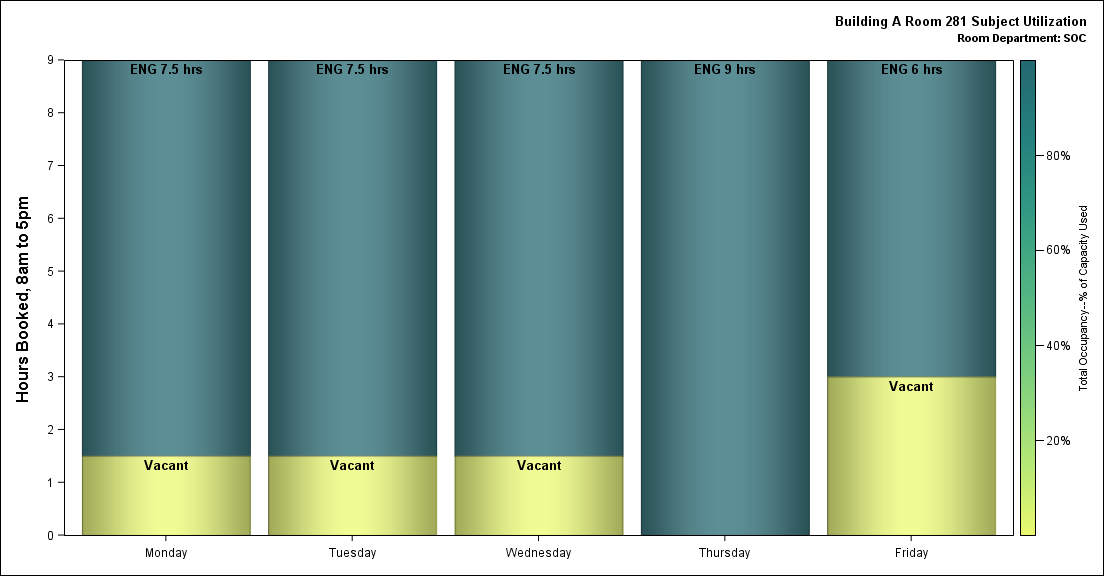 Building A Room 281 Subject Utilization
Room Department: SOC
Hours Booked, 8am to 5pm
9
8
7
6
5
4
3
2
1
0
ENG 7.5 hrs
ENG 7.5 hrs
ENG 7.5 hrs
ENG 9 hrs
ENG 6 hrs
Vacant
Vacant
Vacant
Vacant
Monday
Tuesday
Wednesday
Thursday
Friday
80%
60%
40%
20%
Total Occupancy--% of Capacity Used